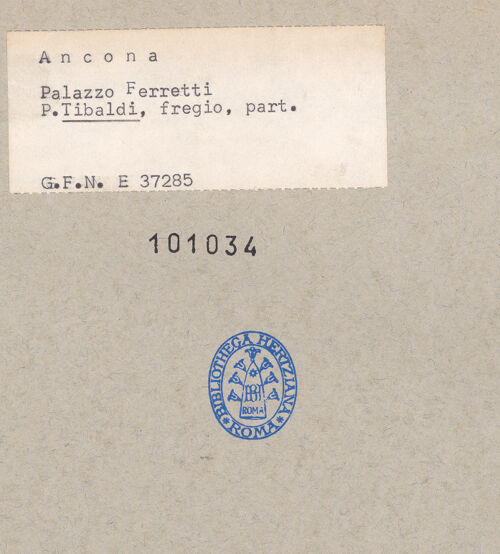 Ancona
Palazzo Ferretti
P.Tibaldi, fregio, part.
G.F.N. E 37285
101034
BIBLIOTHECA HERTZIANA
ROMA
* ROMA *